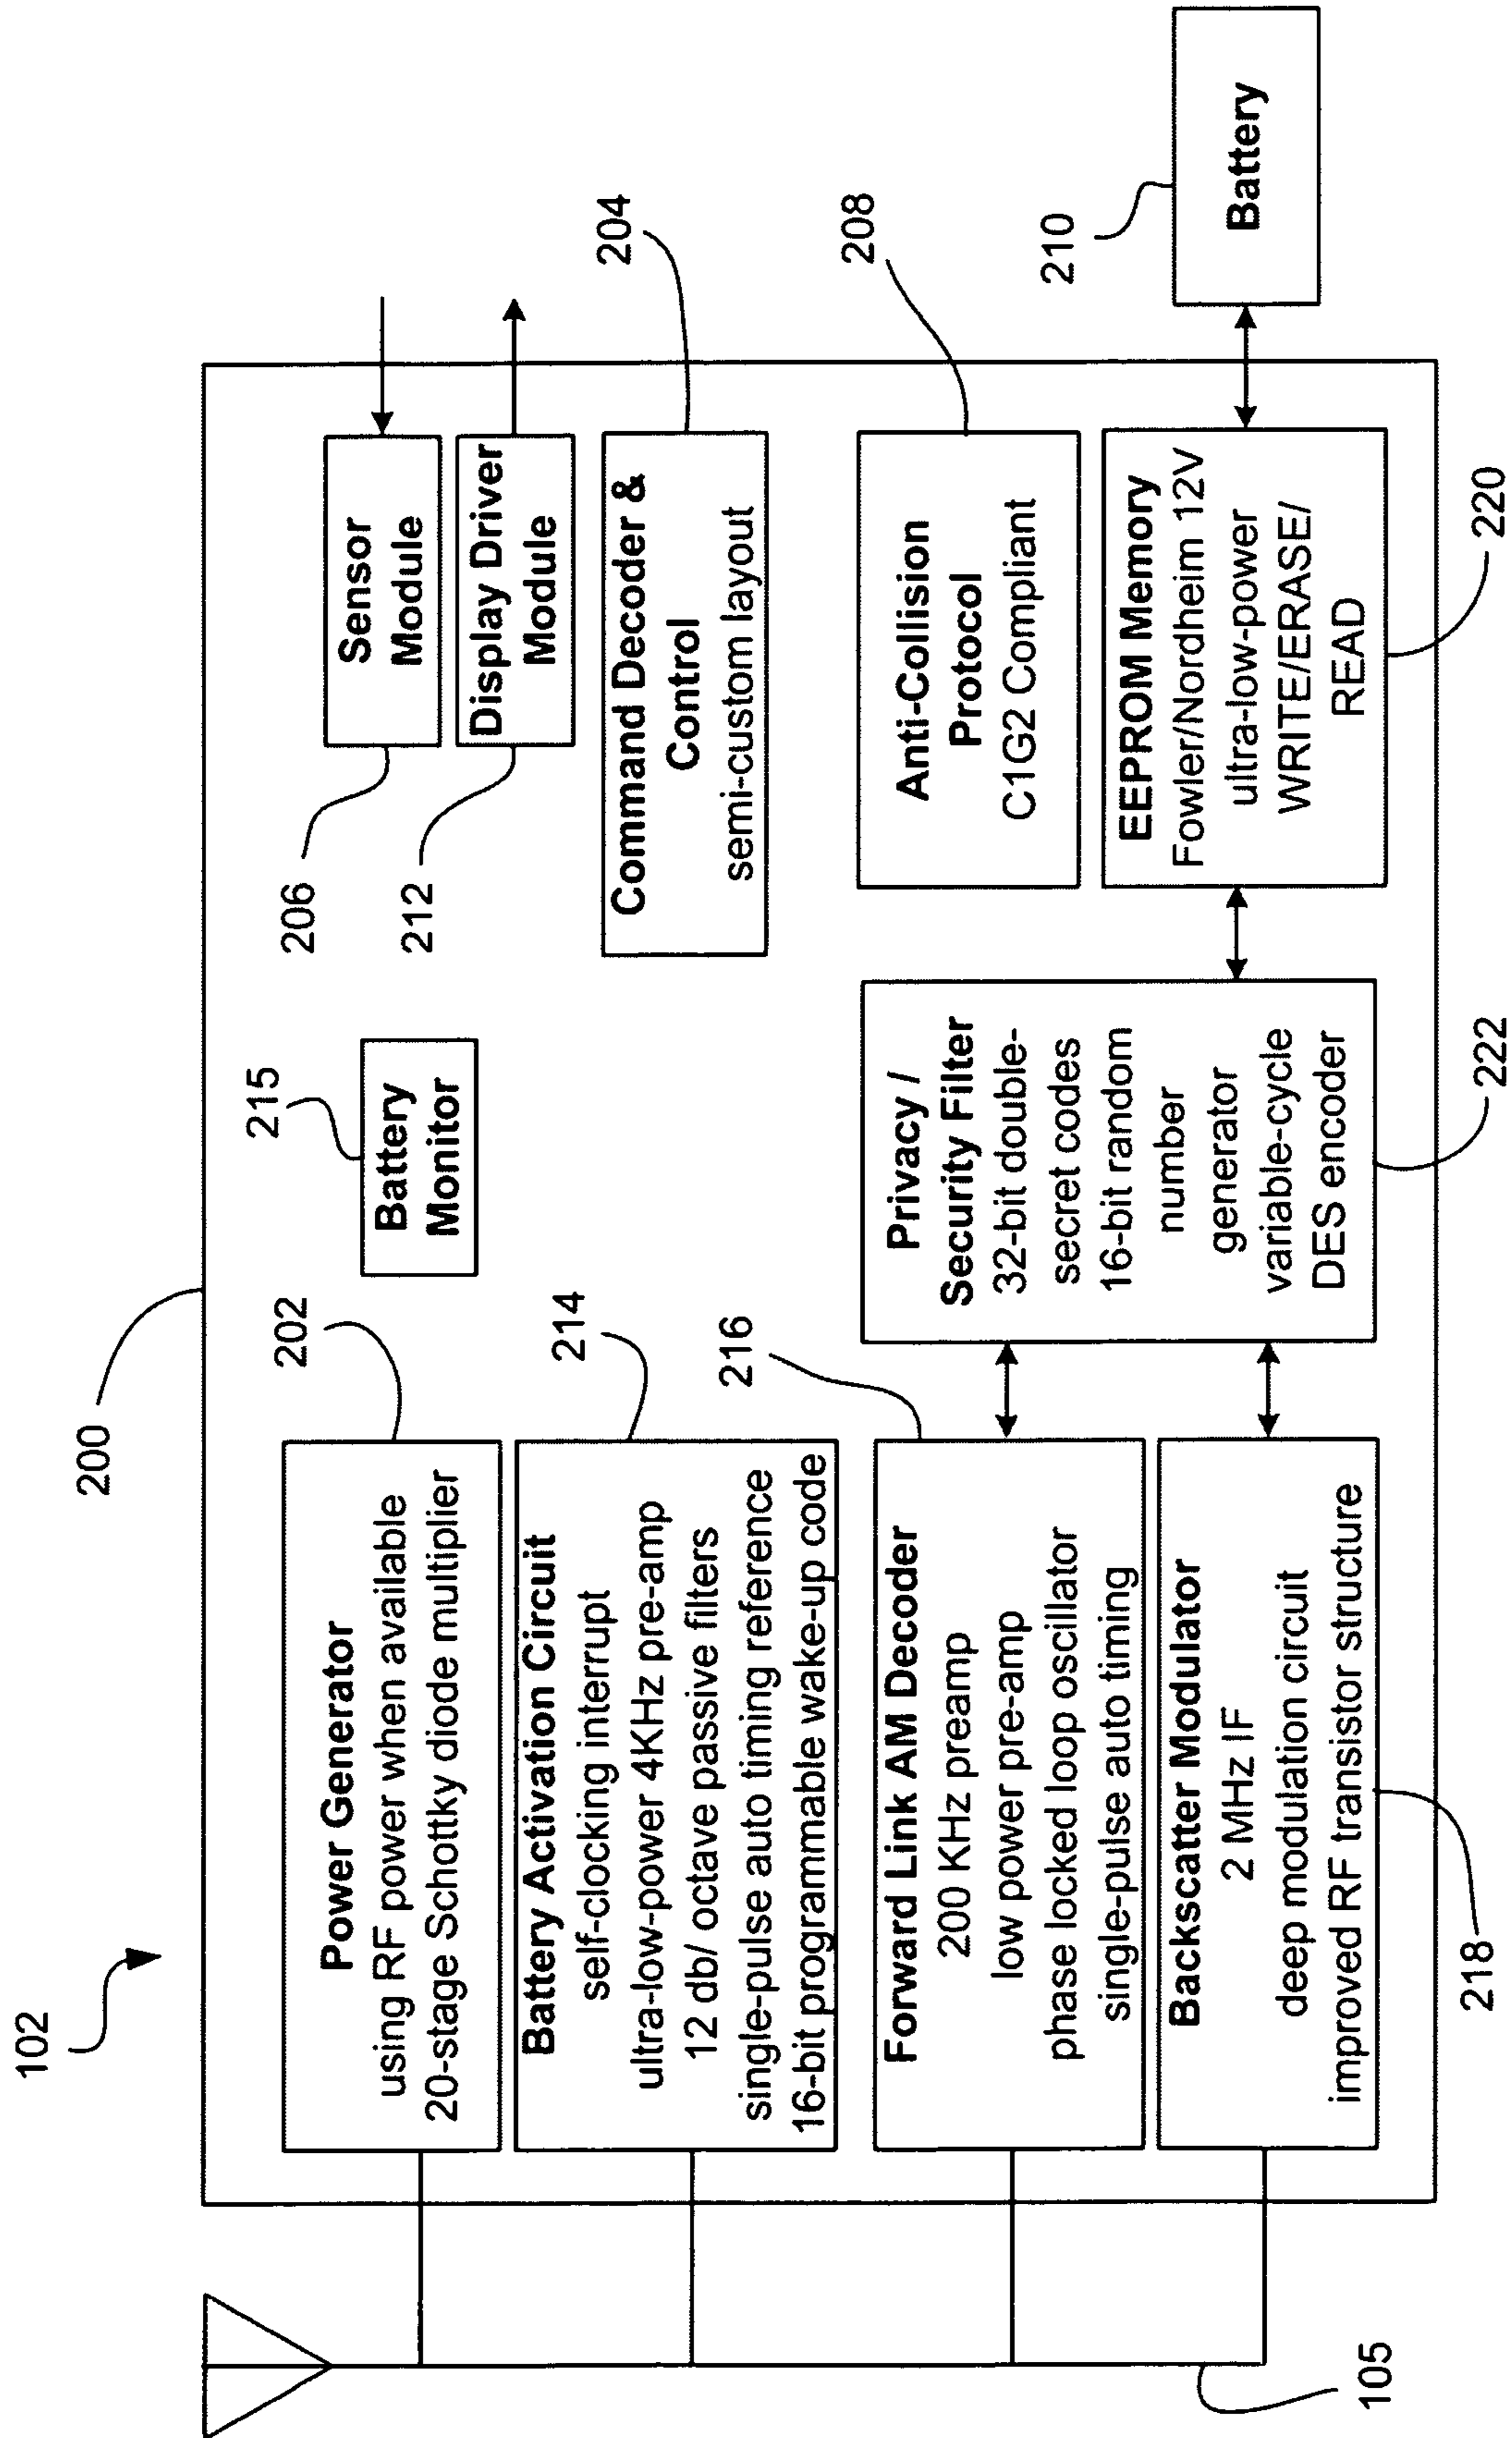 102
200
Power Generator
using RF power when available
20-stage Schottky diode multiplier
202
Battery Activation Circuit
self-clocking interrupt
ultra-low-power 4KHz pre-amp
12 db/ octave passive filters
single-pulse auto timing reference
16-bit programmable wake-up code
214
Forward Link AM Decoder
200 KHz preamp
low power pre-amp
phase locked loop oscillator
single-pulse auto timing
216
Backscatter Modulator
2 MHz IF
deep modulation circuit
improved RF transistor structure
218
105
215
Battery
Monitor
Privacy /
Security Filter
32-bit double-
secret codes
16-bit random
number
generator
variable-cycle
DES encoder
222
206
Sensor
Module
212
Display Driver
Module
Command Decoder &
Control
semi-custom layout
204
Anti-Collision
Protocol
C1G2 Compliant
208
EEPROM Memory
Fowler/Nordheim 12V
ultra-low-power
WRITE/ERASE/
READ
220
210
Battery